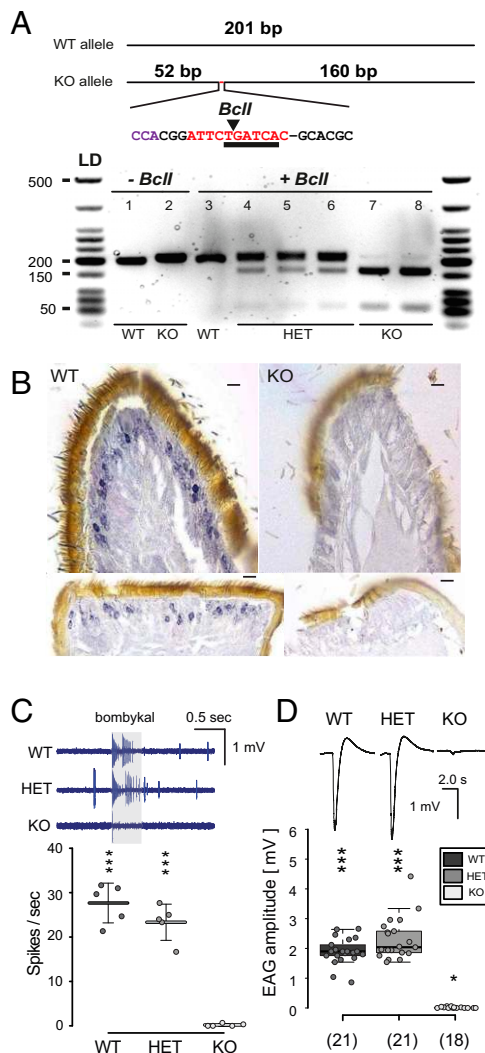 A
201 bp
WT allele
52 bp 160 bp
KO allele
BclI
CCACGGATTCTGATCAC-GCACGC
LD - BclI + BclI
500
1 2 3 4 5 6 7 8
200
150
50
WT KO WT HET KO
B
WT KO
C
bombykal 0.5 sec
1 mV
WT
HET
KO
Spikes / sec
40
30
20
10
0
*** ***
WT HET KO
D
WT HET KO
2.0 s
1 mV
EAG amplitude [ mV ]
6
5
4
3
2
1
0
*** *** *
WT
HET
KO
(21) (21) (18)